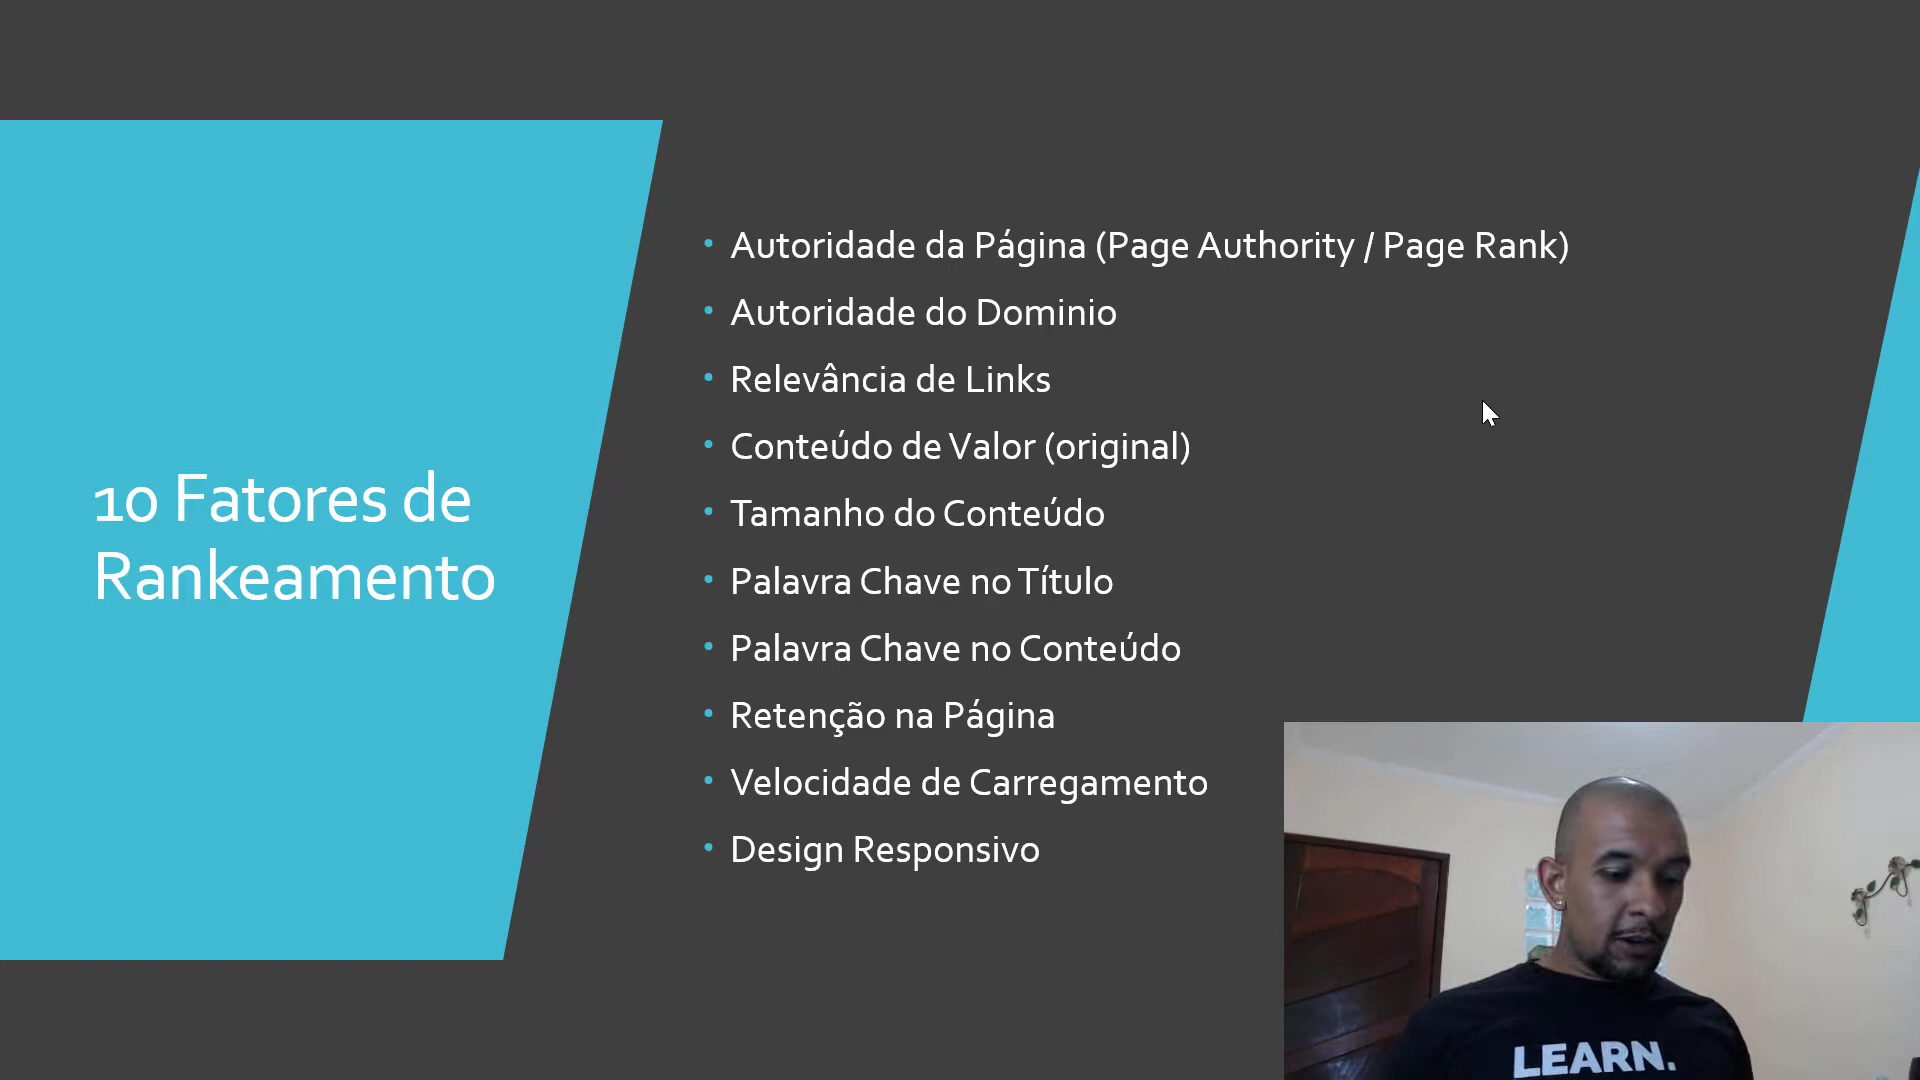 10 Fatores de
Rankeamento
Autoridade da Página (Page Authority / Page Rank)
Autoridade do Dominio
Relevância de Links
Conteúdo de Valor (original)
Tamanho do Conteúdo
Palavra Chave no Título
Palavra Chave no Conteúdo
Retenção na Página
Velocidade de Carregamento
Design Responsivo
LEARN.